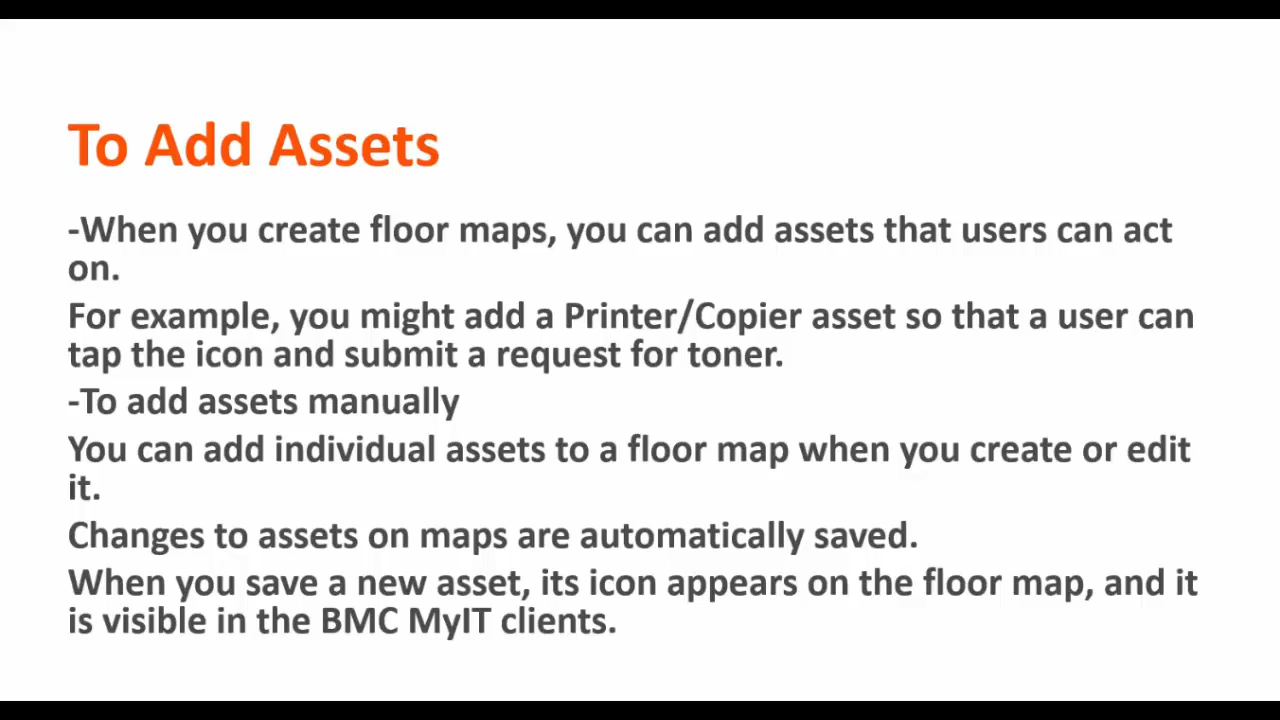 To Add Assets
-When you create floor maps, you can add assets that users can act
on.
For example, you might add a Printer/Copier asset so that a user can
tap the icon and submit a request for toner.
-To add assets manually
You can add individual assets to a floor map when you create or edit
it.
Changes to assets on maps are automatically saved.
When you save a new asset, its icon appears on the floor map, and it
is visible in the BMC MyIT clients.